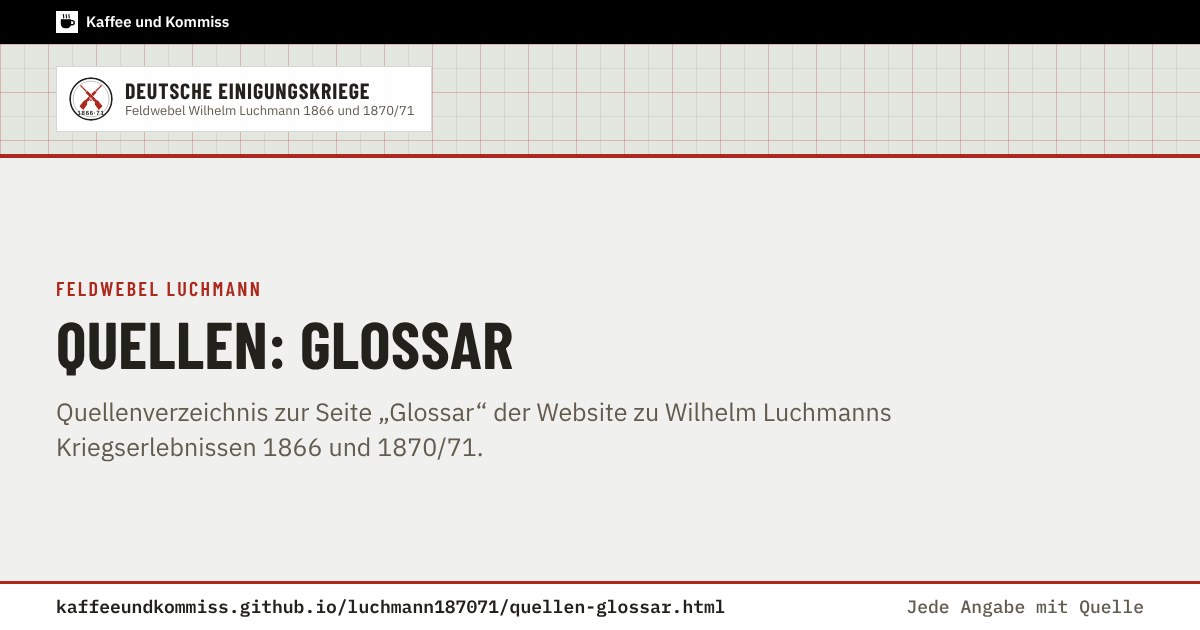 Kaffee und Kommiss
DEUTSCHE EINIGUNGSKRIEGE
Feldwebel Wilhelm Luchmann 1866 und 1870/71
1866-71
FELDWEBEL LUCHMANN
QUELLEN: GLOSSAR
Quellenverzeichnis zur Seite „Glossar“ der Website zu Wilhelm Luchmanns
Kriegserlebnissen 1866 und 1870/71.
kaffeeundkommiss.github.io/luchmann187071/quellen-glossar.html
Jede Angabe mit Quelle